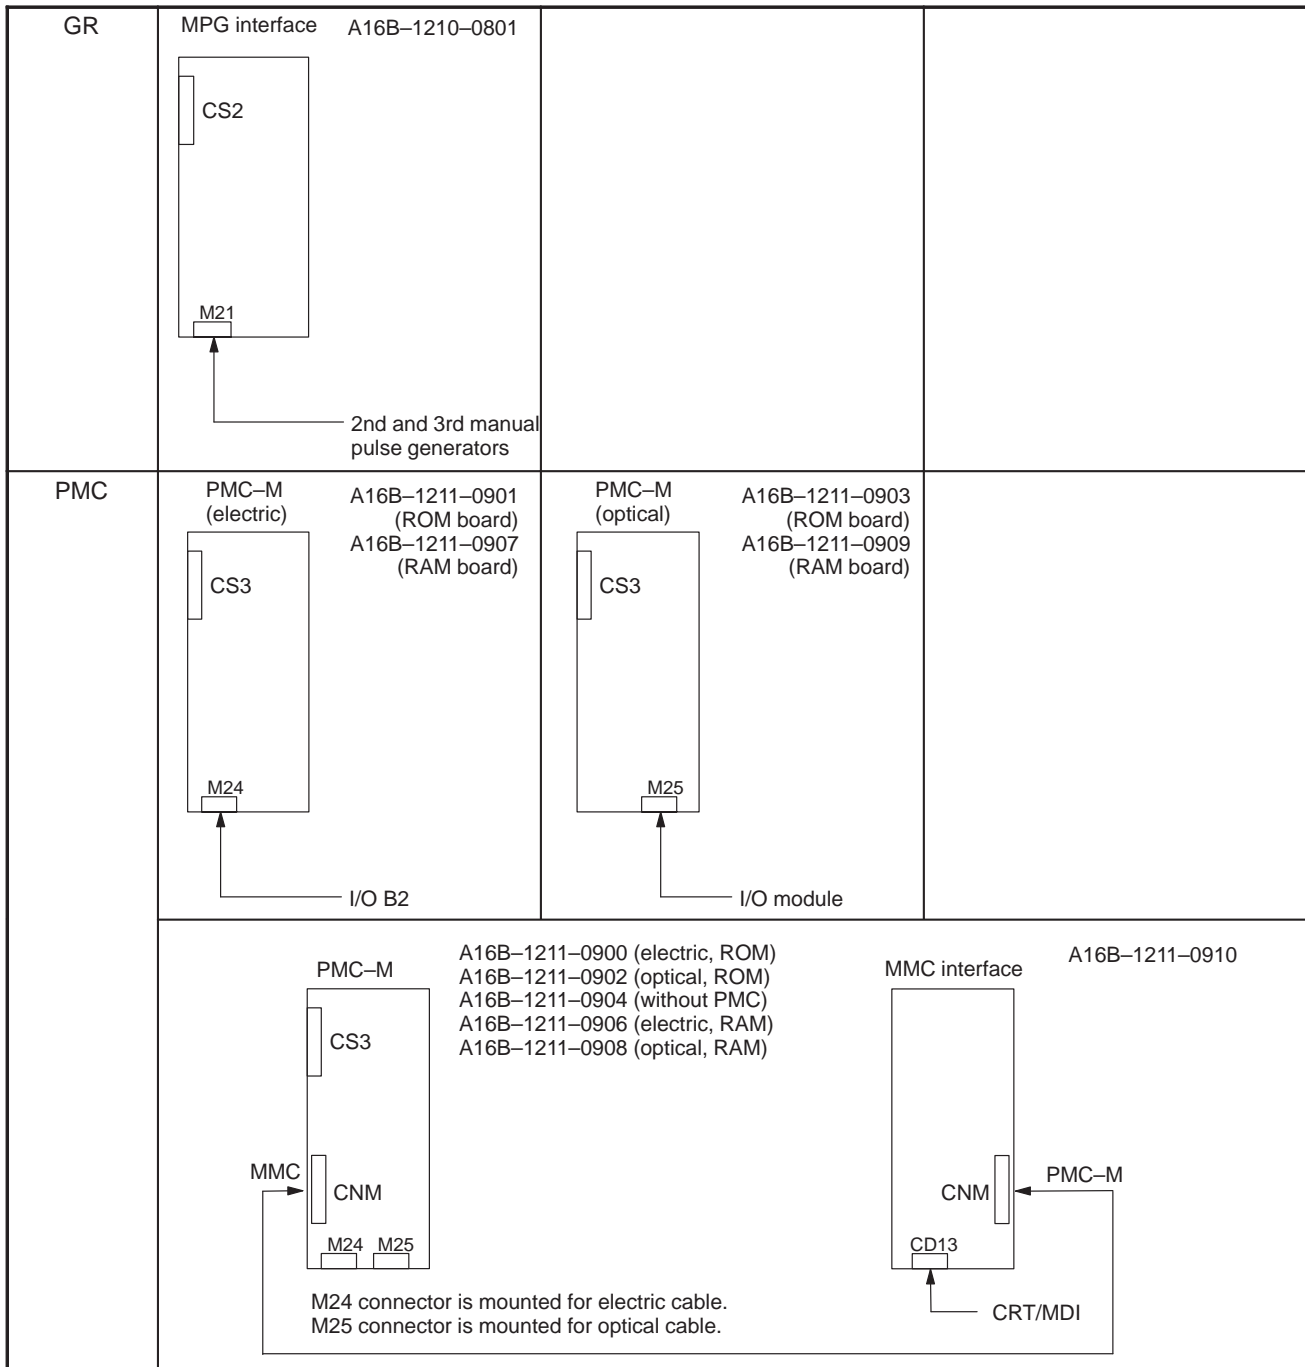 GR
MPG interface
A16B–1210–0801
CS2
M21
2nd and 3rd manual
pulse generators
PMC
PMC–M
(electric)
A16B–1211–0901
(ROM board)
A16B–1211–0907
(RAM board)
CS3
M24
I/O B2
PMC–M
(optical)
A16B–1211–0903
(ROM board)
A16B–1211–0909
(RAM board)
CS3
M25
I/O module
PMC–M
A16B–1211–0900 (electric, ROM)
A16B–1211–0902 (optical, ROM)
A16B–1211–0904 (without PMC)
A16B–1211–0906 (electric, RAM)
A16B–1211–0908 (optical, RAM)
CS3
MMC
CNM
M24
M25
M24 connector is mounted for electric cable.
M25 connector is mounted for optical cable.
MMC interface
A16B–1211–0910
CNM
PMC–M
CD13
CRT/MDI